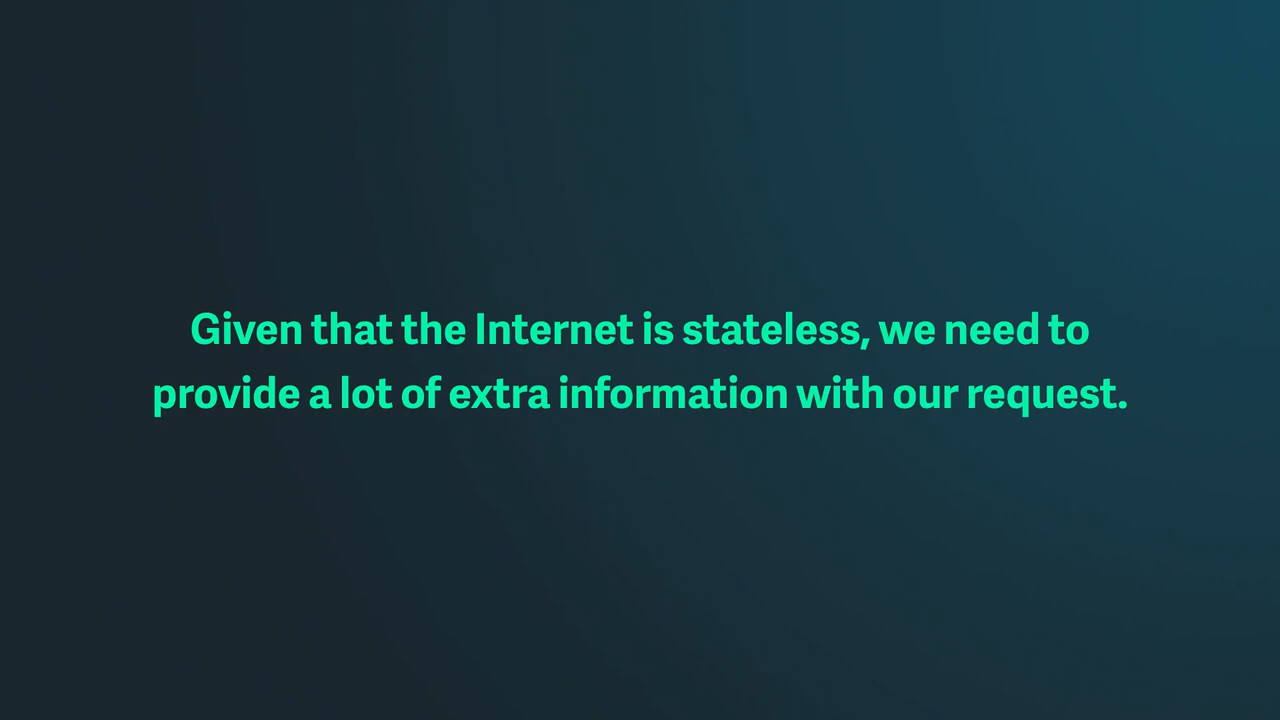 Given that the Internet is stateless, we need to
provide a lot of extra information with our request.